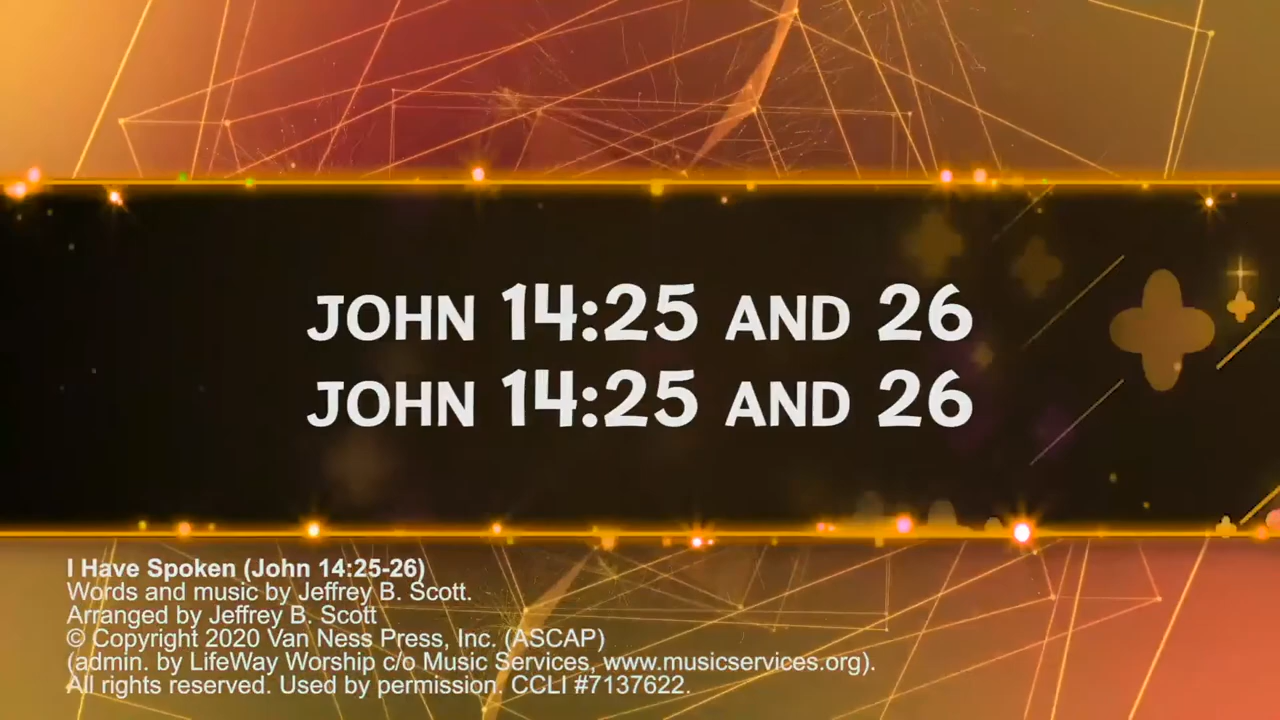 JOHN 14:25 AND 26
JOHN 14:25 AND 26
I Have Spoken (John 14:25-26)
Words and music by Jeffrey B. Scott.
Arranged by Jeffrey B. Scott
© Copyright 2020 Van Ness Press, Inc. (ASCAP)
(admin. by LifeWay Worship c/o Music Services, www.musicservices.org).
All rights reserved. Used by permission. CCLI #7137622.